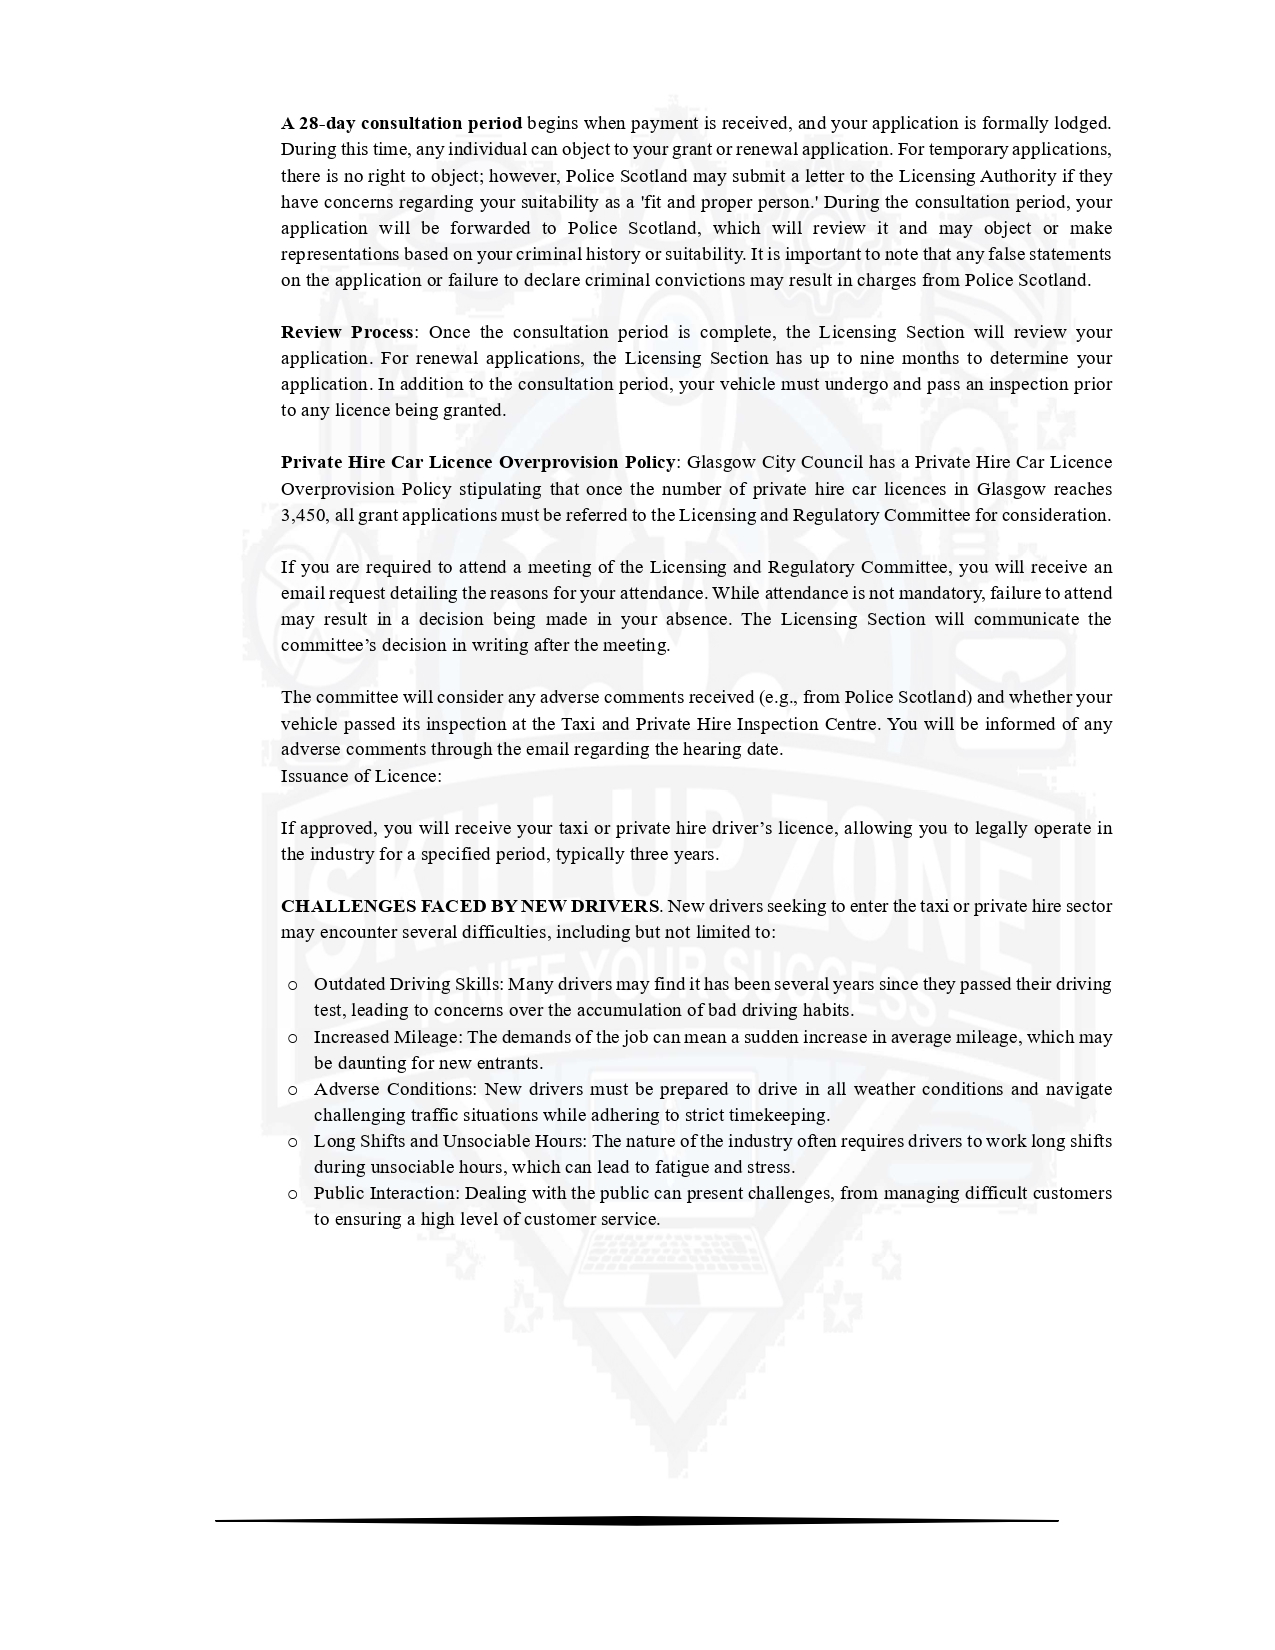 A 28-day consultation period begins when payment is received, and your application is formally lodged.
During this time, any individual can object to your grant or renewal application. For temporary applications,
there is no right to object; however, Police Scotland may submit a letter to the Licensing Authority if they
have concerns regarding your suitability as a 'fit and proper person.' During the consultation period, your
application will be forwarded to Police Scotland, which will review it and may object or make
representations based on your criminal history or suitability. It is important to note that any false statements
on the application or failure to declare criminal convictions may result in charges from Police Scotland.
Review Process: Once the consultation period is complete, the Licensing Section will review your
application. For renewal applications, the Licensing Section has up to nine months to determine your
application. In addition to the consultation period, your vehicle must undergo and pass an inspection prior
to any licence being granted.
Private Hire Car Licence Overprovision Policy: Glasgow City Council has a Private Hire Car Licence
Overprovision Policy stipulating that once the number of private hire car licences in Glasgow reaches
3,450, all grant applications must be referred to the Licensing and Regulatory Committee for consideration.
If you are required to attend a meeting of the Licensing and Regulatory Committee, you will receive an
email request detailing the reasons for your attendance. While attendance is not mandatory, failure to attend
may result in a decision being made in your absence. The Licensing Section will communicate the
committee’s decision in writing after the meeting.
The committee will consider any adverse comments received (e.g., from Police Scotland) and whether your
vehicle passed its inspection at the Taxi and Private Hire Inspection Centre. You will be informed of any
adverse comments through the email regarding the hearing date.
Issuance of Licence:
If approved, you will receive your taxi or private hire driver’s licence, allowing you to legally operate in
the industry for a specified period, typically three years.
CHALLENGES FACED BY NEW DRIVERS. New drivers seeking to enter the taxi or private hire sector
may encounter several difficulties, including but not limited to:
o Outdated Driving Skills: Many drivers may find it has been several years since they passed their driving
test, leading to concerns over the accumulation of bad driving habits.
o Increased Mileage: The demands of the job can mean a sudden increase in average mileage, which may
be daunting for new entrants.
o Adverse Conditions: New drivers must be prepared to drive in all weather conditions and navigate
challenging traffic situations while adhering to strict timekeeping.
o Long Shifts and Unsociable Hours: The nature of the industry often requires drivers to work long shifts
during unsociable hours, which can lead to fatigue and stress.
o Public Interaction: Dealing with the public can present challenges, from managing difficult customers
to ensuring a high level of customer service.
SKILL UP ZONE
IGNITE YOUR SUCCESS